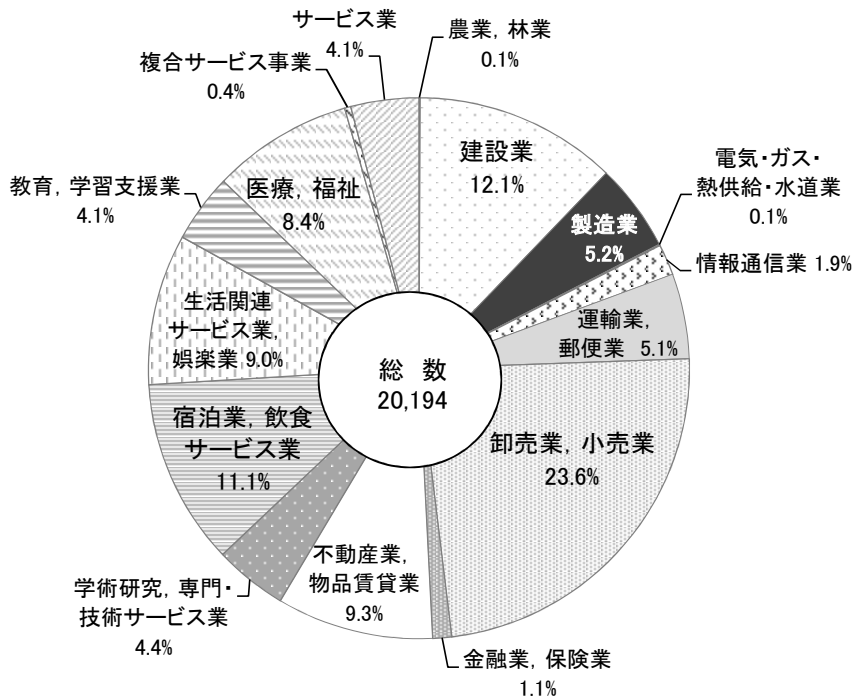 農業, 林業
0.1%
建設業
12.1%
製造業
5.2%
電気・ガス・
熱供給・水道業
0.1%
情報通信業 1.9%
運輸業,
郵便業 5.1%
卸売業, 小売業
23.6%
金融業, 保険業
1.1%
不動産業,
物品賃貸業
9.3%
学術研究, 専門・
技術サービス業
4.4%
宿泊業, 飲食
サービス業
11.1%
生活関連
サービス業,
娯楽業 9.0%
教育, 学習支援業
4.1%
医療, 福祉
8.4%
複合サービス事業
0.4%
サービス業
4.1%
総 数
20,194